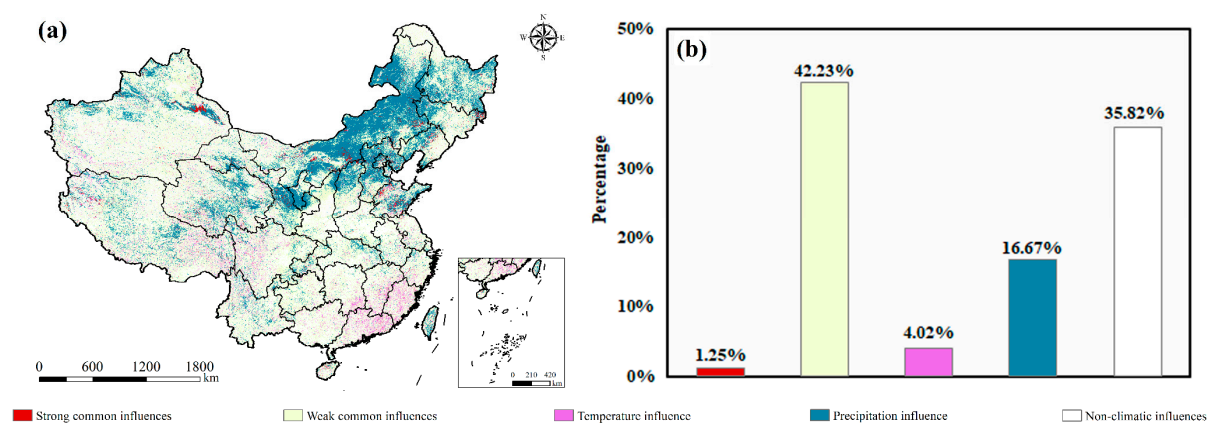 (a)
N
W E
S
0 600 1200 1800
km
0 210 420
km
(b)
50%
40%
30%
20%
10%
0%
Percentage
1.25%
42.23%
4.02%
16.67%
35.82%
Strong common influences
Weak common influences
Temperature influence
Precipitation influence
Non-climatic influences